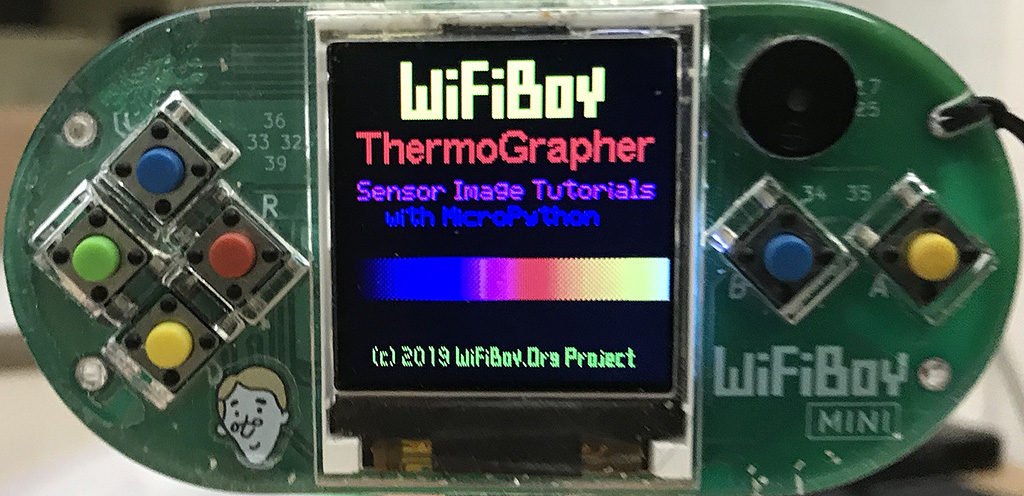 36
33 32
39
R
WiFiBoy
ThermoGrapher
Sensor Image Tutorials
with MicroPython
(c) 2019 WiFiBoy.Org Project
25
34 35
B
A
WiFiBoy
MINI